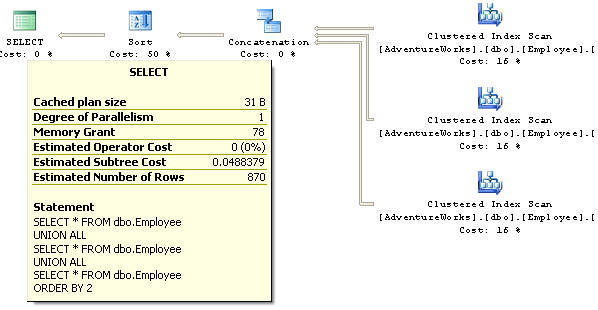 SELECT
Cost: 0 %
Sort
Cost: 50 %
Concatenation
Cost: 0 %
Clustered Index Scan
[AdventureWorks].[dbo].[Employee].[
Cost: 16 %
Clustered Index Scan
[AdventureWorks].[dbo].[Employee].[
Cost: 16 %
Clustered Index Scan
[AdventureWorks].[dbo].[Employee].[
Cost: 16 %
SELECT
Cached plan size 31 B
Degree of Parallelism 1
Memory Grant 78
Estimated Operator Cost 0 (0%)
Estimated Subtree Cost 0.0488379
Estimated Number of Rows 870
Statement
SELECT * FROM dbo.Employee
UNION ALL
SELECT * FROM dbo.Employee
UNION ALL
SELECT * FROM dbo.Employee
ORDER BY 2